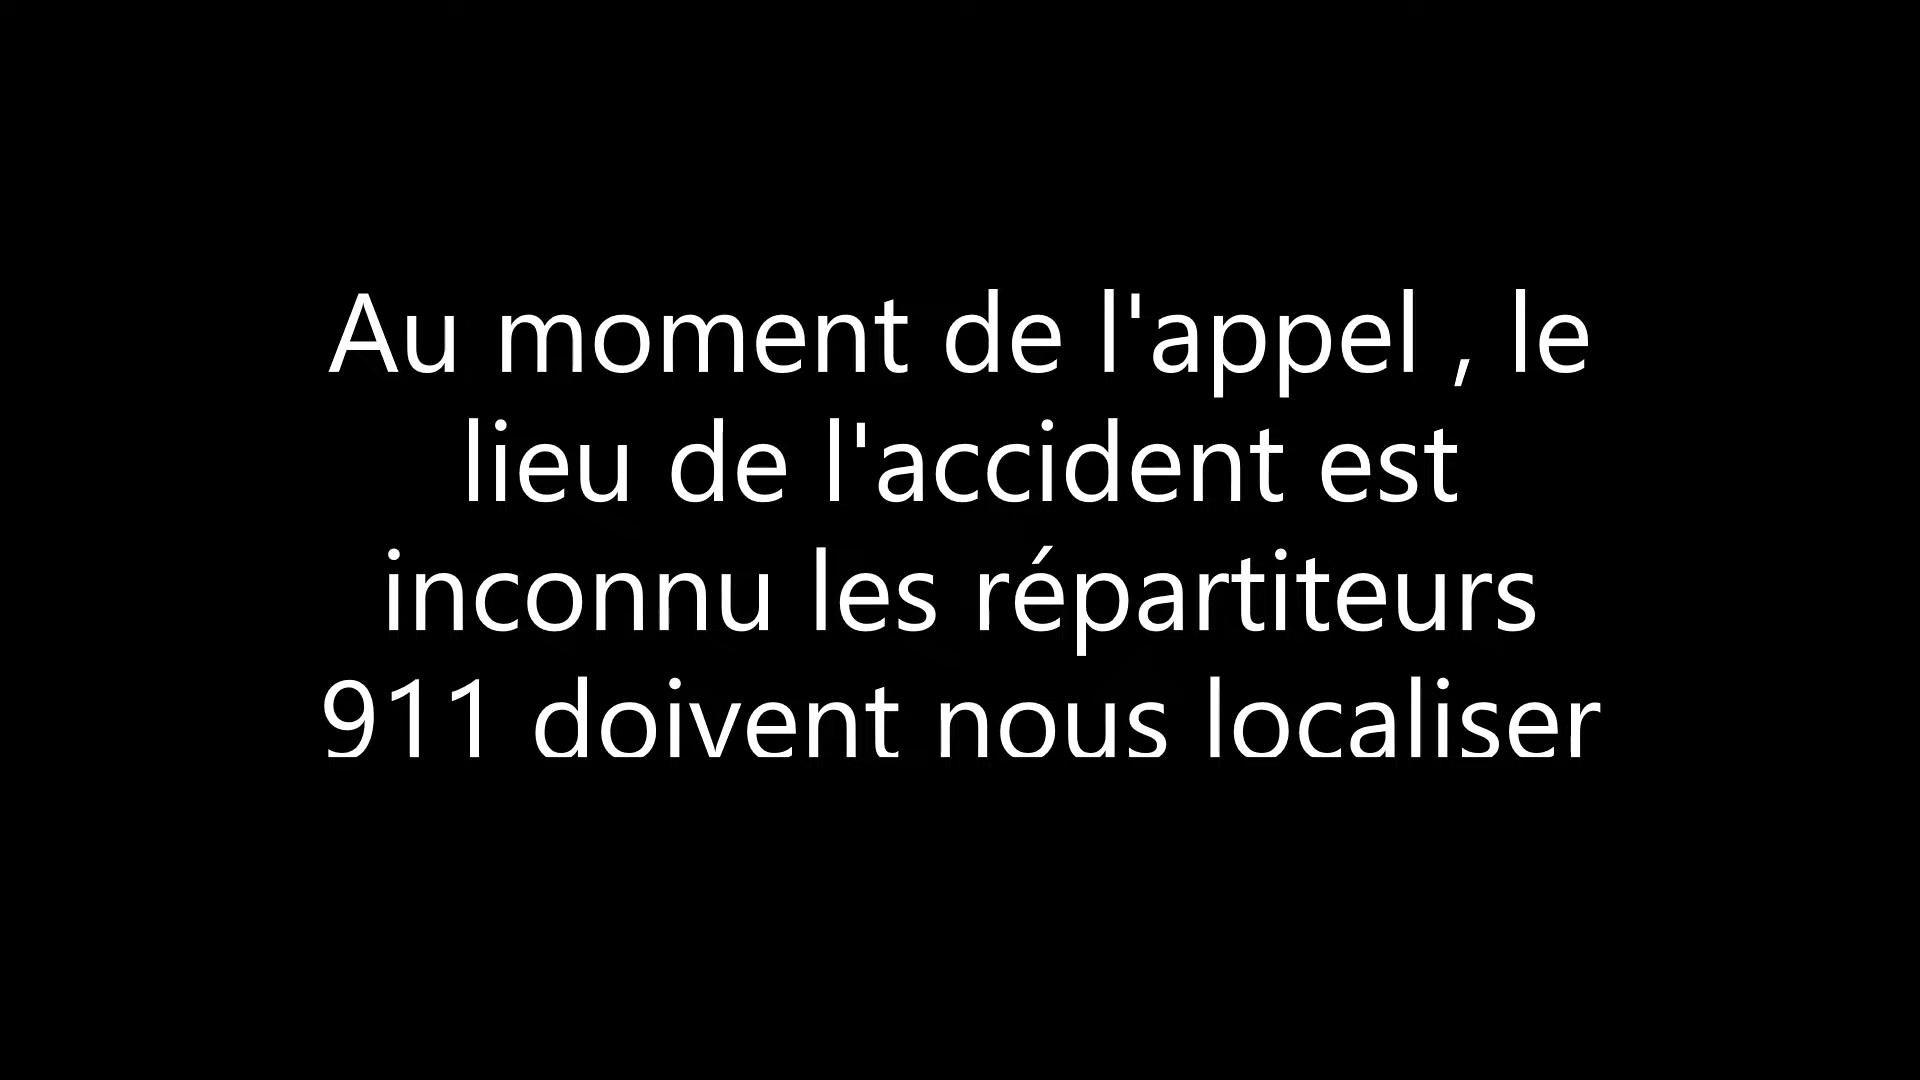 Au moment de l'appel , le
lieu de l'accident est
inconnu les répartiteurs
911 doivent nous localiser